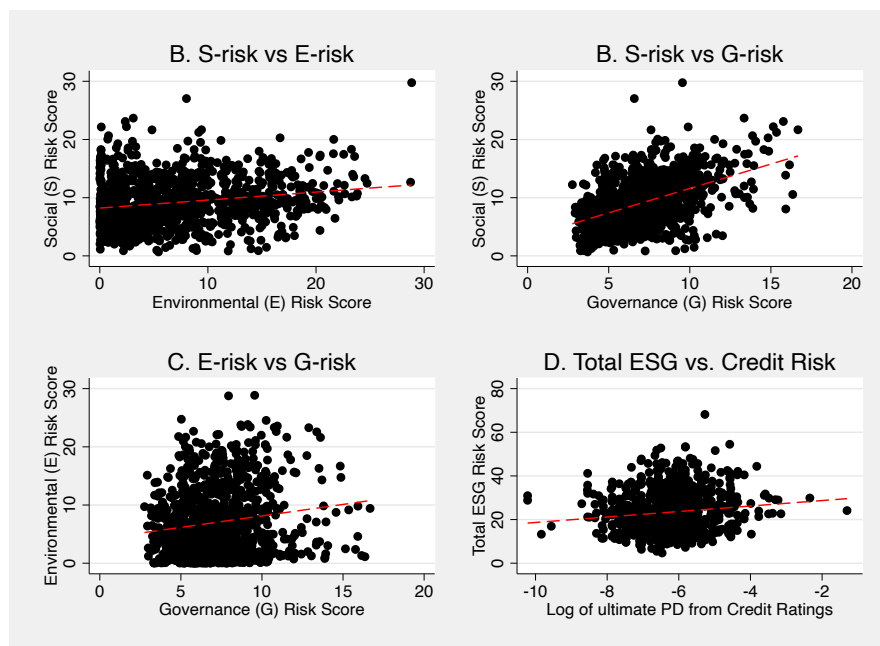 B. S-risk vs E-risk
Social (S) Risk Score
30
20
10
0
0 10 20 30
Environmental (E) Risk Score
B. S-risk vs G-risk
Social (S) Risk Score
30
20
10
0
0 5 10 15 20
Governance (G) Risk Score
C. E-risk vs G-risk
Environmental (E) Risk Score
30
20
10
0
0 5 10 15 20
Governance (G) Risk Score
D. Total ESG vs. Credit Risk
Total ESG Risk Score
80
60
40
20
0
-10 -8 -6 -4 -2
Log of ultimate PD from Credit Ratings